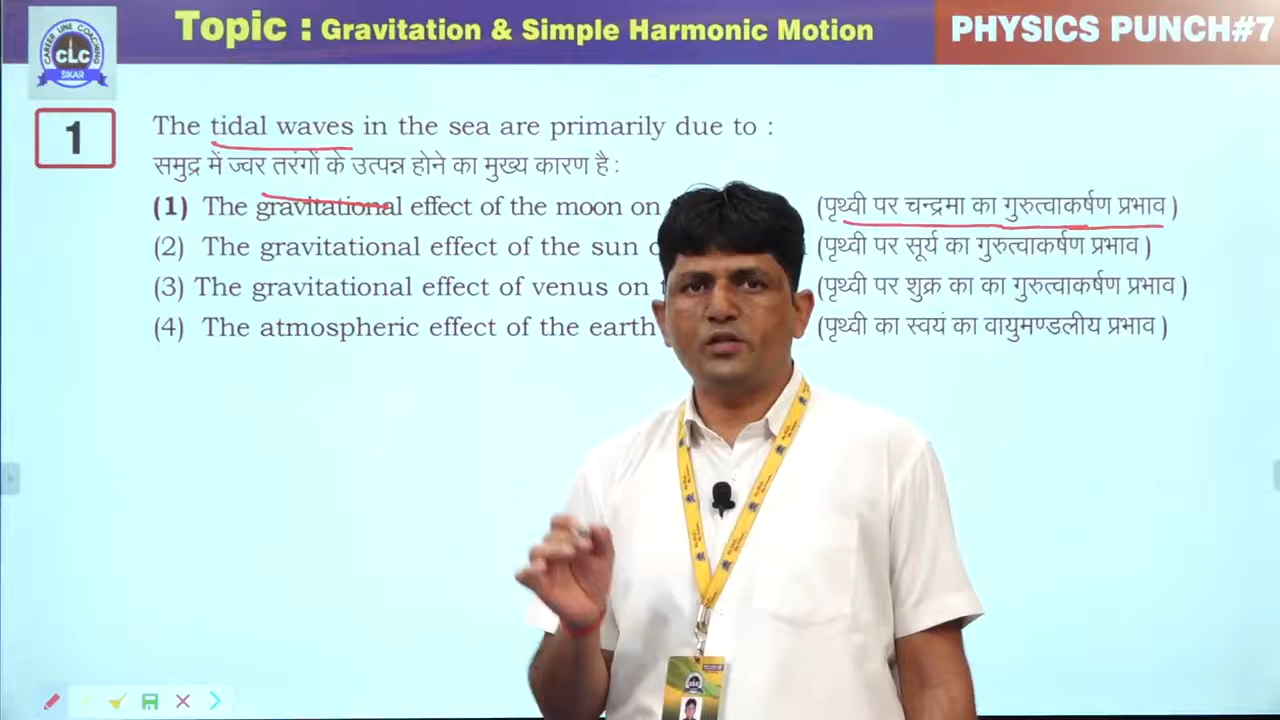 Topic : Gravitation & Simple Harmonic Motion
PHYSICS PUNCH#7
CAREER LINE COACHING
CLC
SIKAR
1
The tidal waves in the sea are primarily due to :
समुद्र में ज्वर तरंगों के उत्पन्न होने का मुख्य कारण है :
(1) The gravitational effect of the moon on (पृथ्वी पर चन्द्रमा का गुरुत्वाकर्षण प्रभाव )
(2) The gravitational effect of the sun (पृथ्वी पर सूर्य का गुरुत्वाकर्षण प्रभाव )
(3) The gravitational effect of venus on (पृथ्वी पर शुक्र का का गुरुत्वाकर्षण प्रभाव )
(4) The atmospheric effect of the earth (पृथ्वी का स्वयं का वायुमण्डलीय प्रभाव )